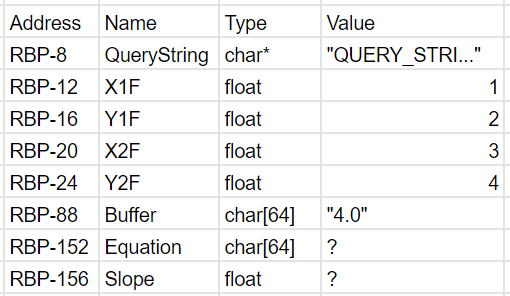 Address Name Type Value
RBP-8 QueryString char* "QUERY_STRI..."
RBP-12 X1F float 1
RBP-16 Y1F float 2
RBP-20 X2F float 3
RBP-24 Y2F float 4
RBP-88 Buffer char[64] "4.0"
RBP-152 Equation char[64] ?
RBP-156 Slope float ?